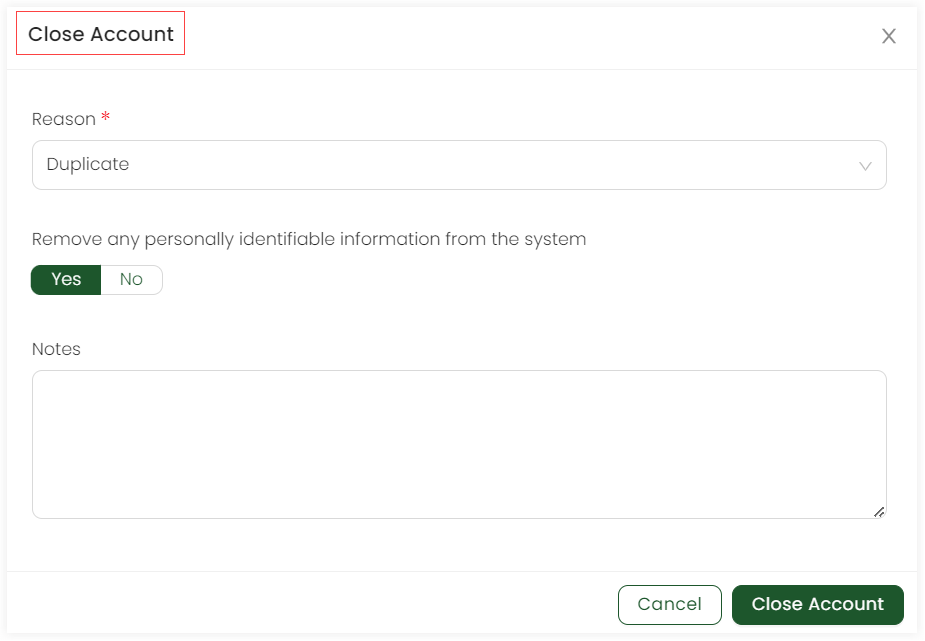 Close Account
Reason *
Duplicate
Remove any personally identifiable information from the system
Yes No
Notes
Cancel Close Account